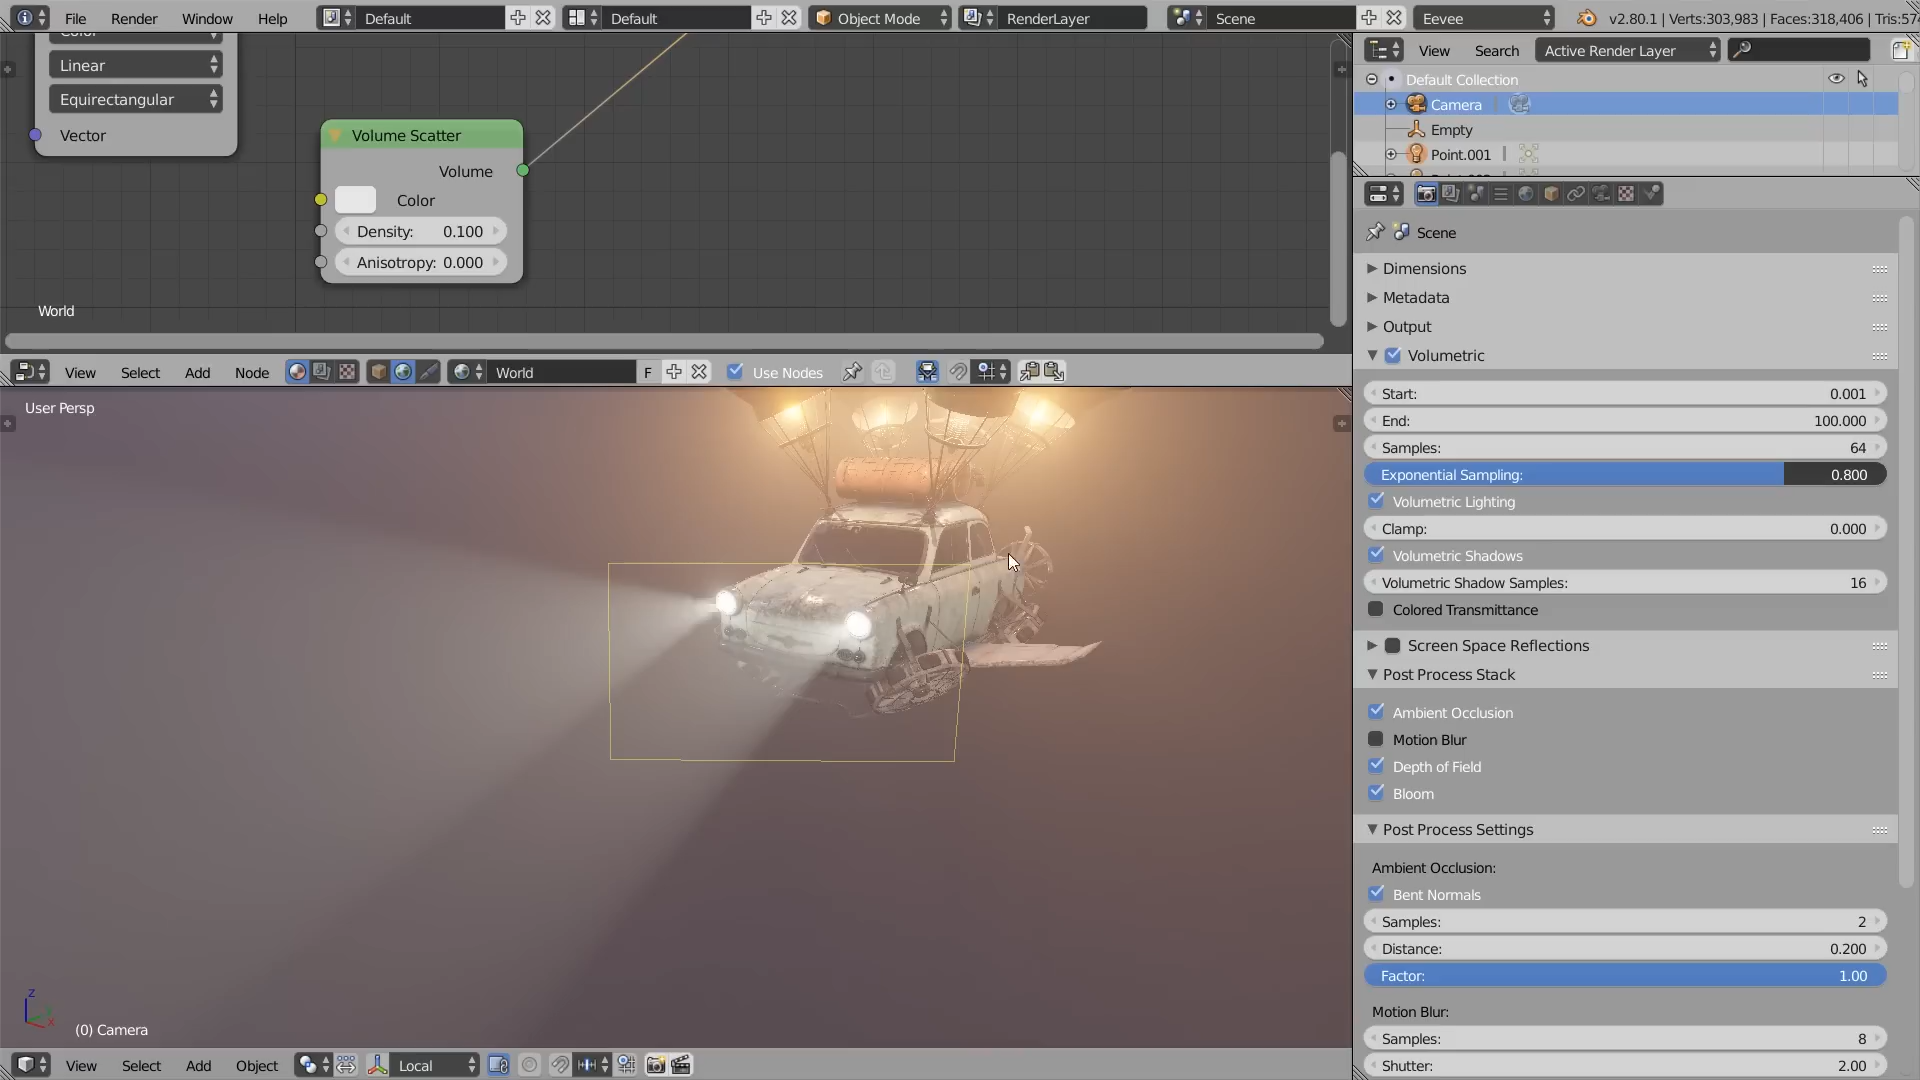 File Render Window Help Default Default Object Mode RenderLayer Scene Eevee v2.80.1 | Verts:303,983 | Faces:318,406 | Tris:574
Linear
Equirectangular
Vector
Volume Scatter
Volume
Color
Density: 0.100
Anisotropy: 0.000
World
View Select Add Node World F Use Nodes
User Persp
Z
(0) Camera
View Select Add Object Local
View Search Active Render Layer
Default Collection
Camera
Empty
Point.001
Scene
Dimensions
Metadata
Output
Volumetric
Start: 0.001
End: 100.000
Samples: 64
Exponential Sampling: 0.800
Volumetric Lighting
Clamp: 0.000
Volumetric Shadows
Volumetric Shadow Samples: 16
Colored Transmittance
Screen Space Reflections
Post Process Stack
Ambient Occlusion
Motion Blur
Depth of Field
Bloom
Post Process Settings
Ambient Occlusion:
Bent Normals
Samples: 2
Distance: 0.200
Factor: 1.00
Motion Blur:
Samples: 8
Shutter: 2.00